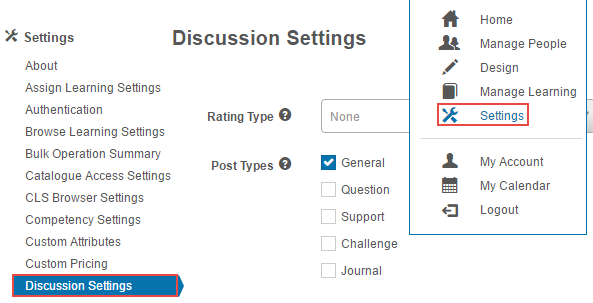 Settings
About
Assign Learning Settings
Authentication
Browse Learning Settings
Bulk Operation Summary
Catalogue Access Settings
CLS Browser Settings
Competency Settings
Custom Attributes
Custom Pricing
Discussion Settings
Discussion Settings
Rating Type ?
None
Post Types ?
General
Question
Support
Challenge
Journal
Home
Manage People
Design
Manage Learning
Settings
My Account
My Calendar
Logout